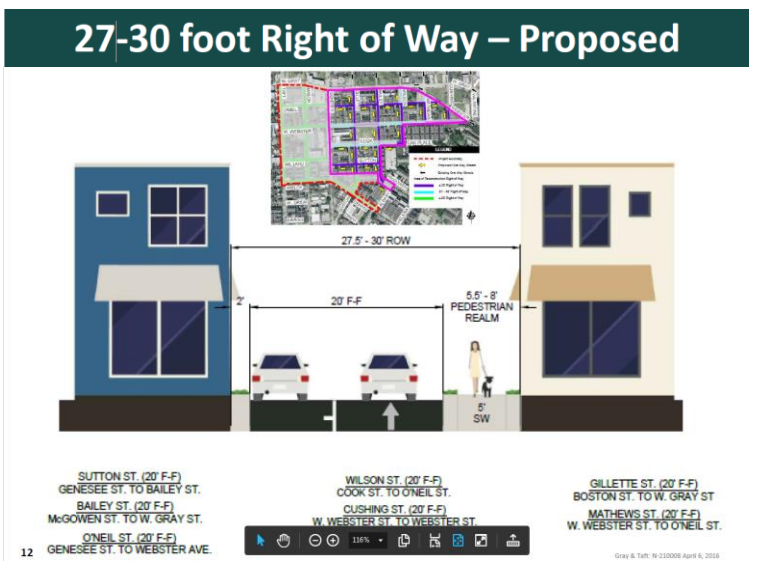 27-30 foot Right of Way – Proposed
LEGEND
27.5' - 30' ROW
2'
20' F-F
5.5' - 8'
PEDESTRIAN
REALM
5'
SW
SUTTON ST. (20' F-F)
GENESEE ST. TO BAILEY ST.
BAILEY ST. (20' F-F)
McGOWEN ST. TO W. GRAY ST.
O'NEIL ST. (20' F-F)
GENESEE ST. TO WEBSTER AVE.
WILSON ST. (20' F-F)
COOK ST. TO O'NEIL ST.
CUSHING ST. (20' F-F)
W. WEBSTER ST. TO WEBSTER ST.
GILLETTE ST. (20' F-F)
BOSTON ST. TO W. GRAY ST
MATHEWS ST. (20' F-F)
W. WEBSTER ST. TO O'NEIL ST.
116%
12
Gray & Taft: N-210006 April 6, 2016